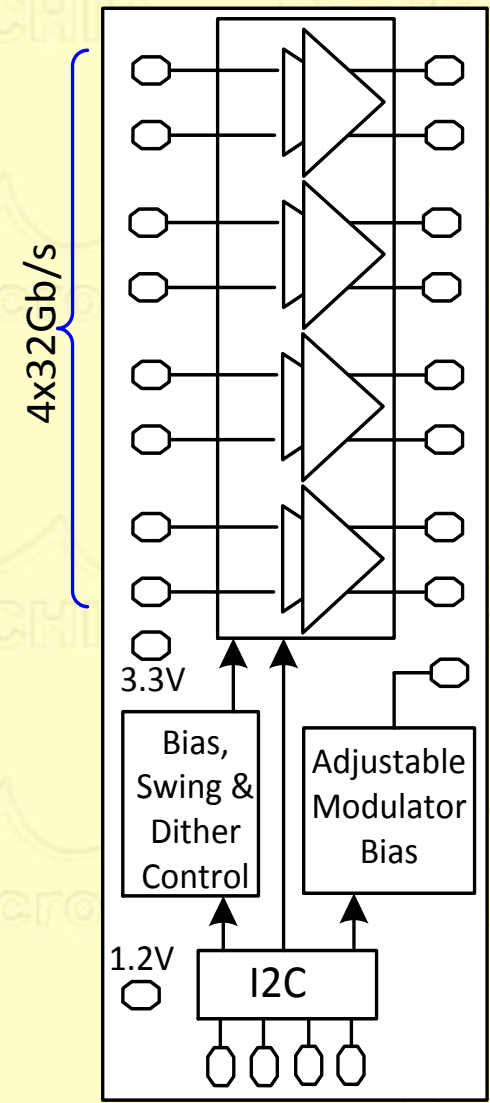 4x32Gb/s
3.3V
Bias,
Swing &
Dither
Control
Adjustable
Modulator
Bias
1.2V
I2C